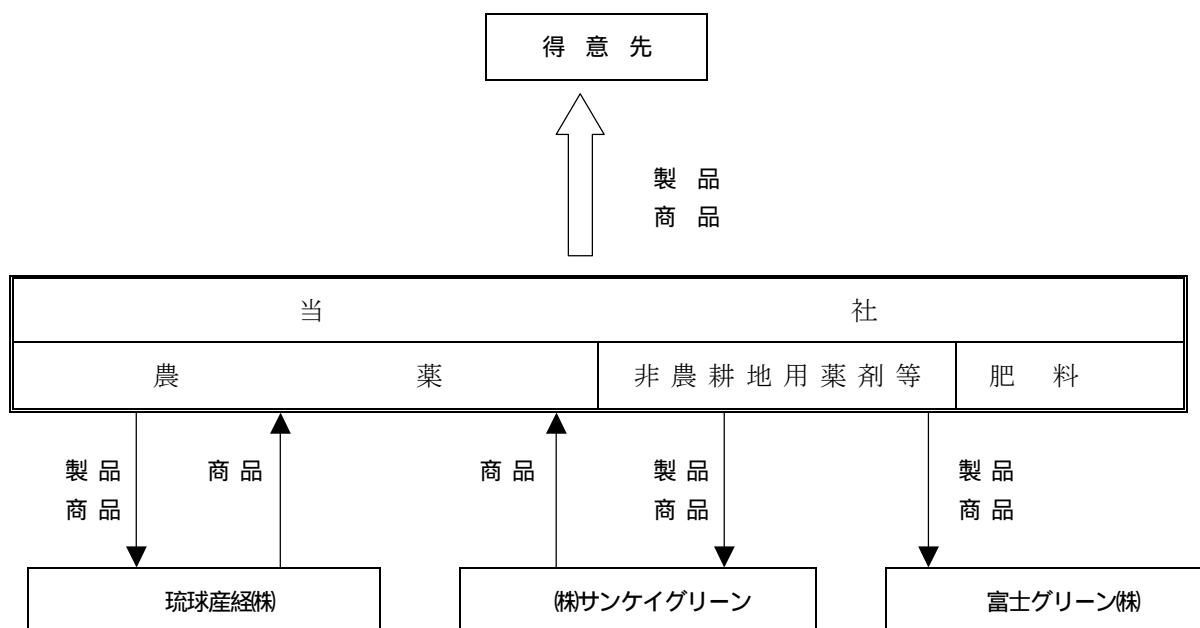 得意先
製品
商品
当社
農薬 非農耕地用薬剤等 肥料
製品 商品 商品 製品 製品
商品 商品 商品
琉球産経㈱ ㈱サンケイグリーン 富士グリーン㈱